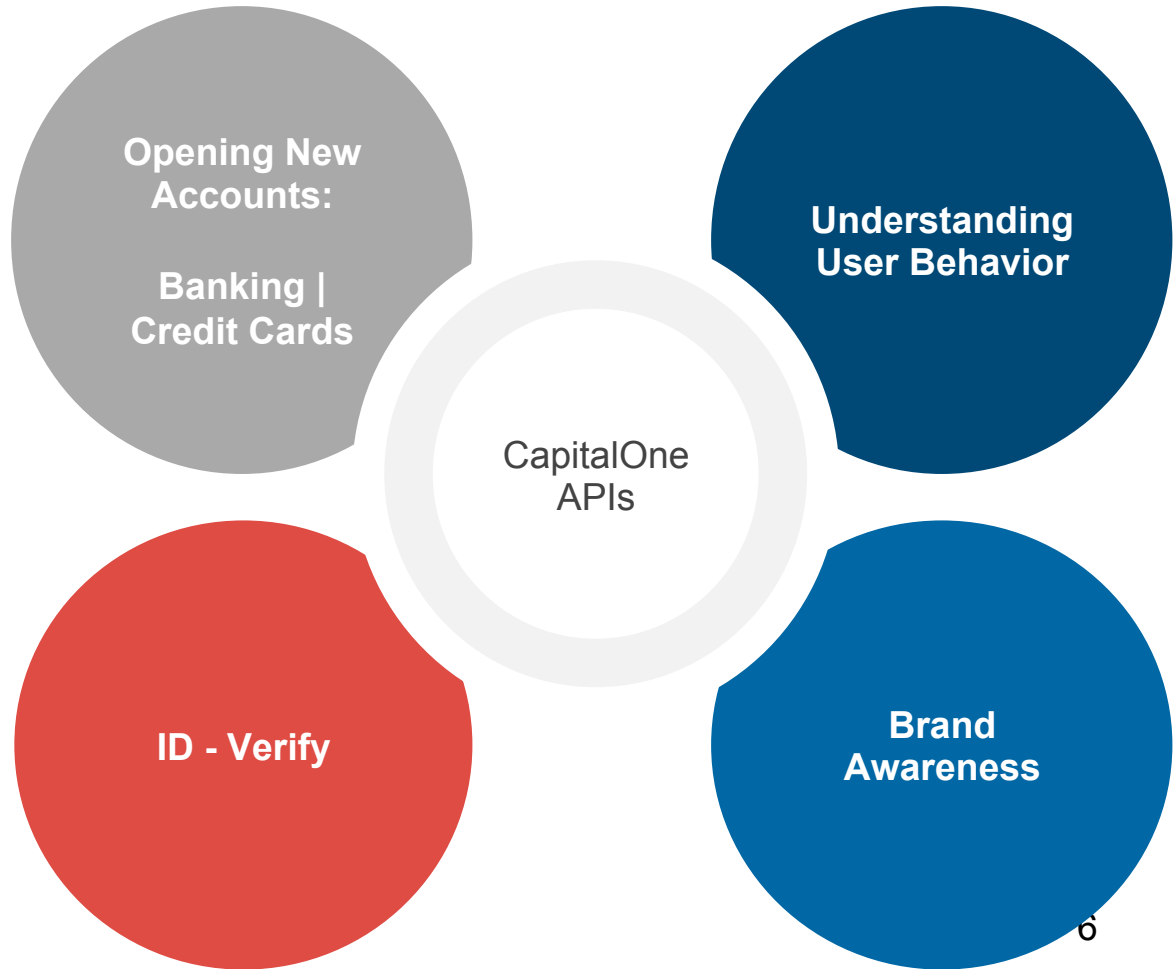 Opening New
Accounts:
Banking |
Credit Cards
Understanding
User Behavior
CapitalOne
APIs
ID - Verify
Brand
Awareness
6